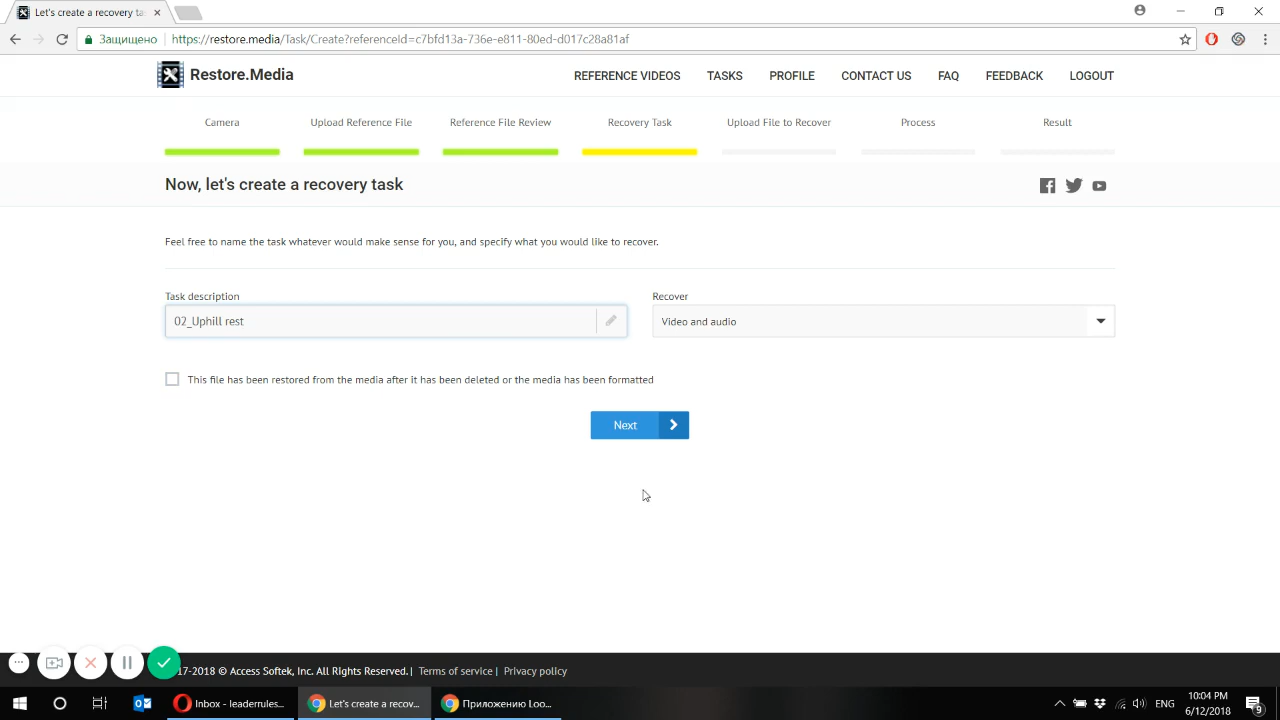 Let's create a recovery ta
Защищено
https://restore.media/Task/Create?referenceId=c7bfd13a-736e-e811-80ed-d017c28a81af
Restore.Media
REFERENCE VIDEOS
TASKS
PROFILE
CONTACT US
FAQ
FEEDBACK
LOGOUT
Camera
Upload Reference File
Reference File Review
Recovery Task
Upload File to Recover
Process
Result
Now, let's create a recovery task
Feel free to name the task whatever would make sense for you, and specify what you would like to recover.
Task description
Recover
02_Uphill rest
Video and audio
This file has been restored from the media after it has been deleted or the media has been formatted
Next
17-2018 © Access Softek, Inc. All Rights Reserved. | Terms of service | Privacy policy
Inbox - leaderrules...
Let's create a recov...
Приложению Loo...
ENG
10:04 PM
6/12/2018
9